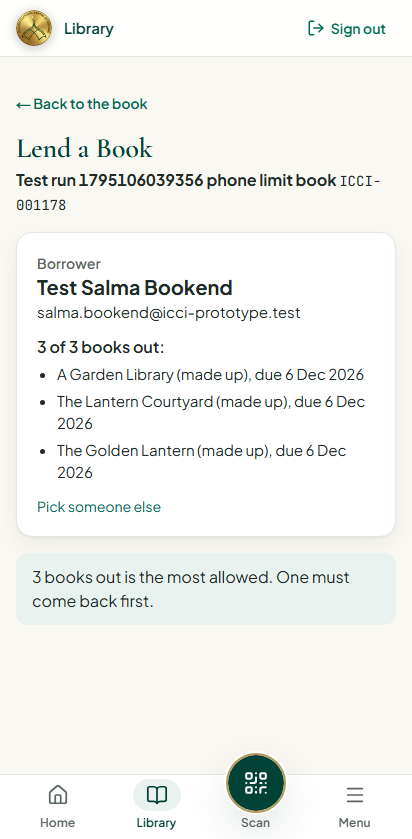 Library
Sign out
← Back to the book
Lend a Book
Test run 1795106039356 phone limit book ICCI-
001178
Borrower
Test Salma Bookend
salma.bookend@icci-prototype.test
3 of 3 books out:
• A Garden Library (made up), due 6 Dec 2026
• The Lantern Courtyard (made up), due 6 Dec
2026
• The Golden Lantern (made up), due 6 Dec
2026
Pick someone else
3 books out is the most allowed. One must
come back first.
Home
Library
Scan
Menu